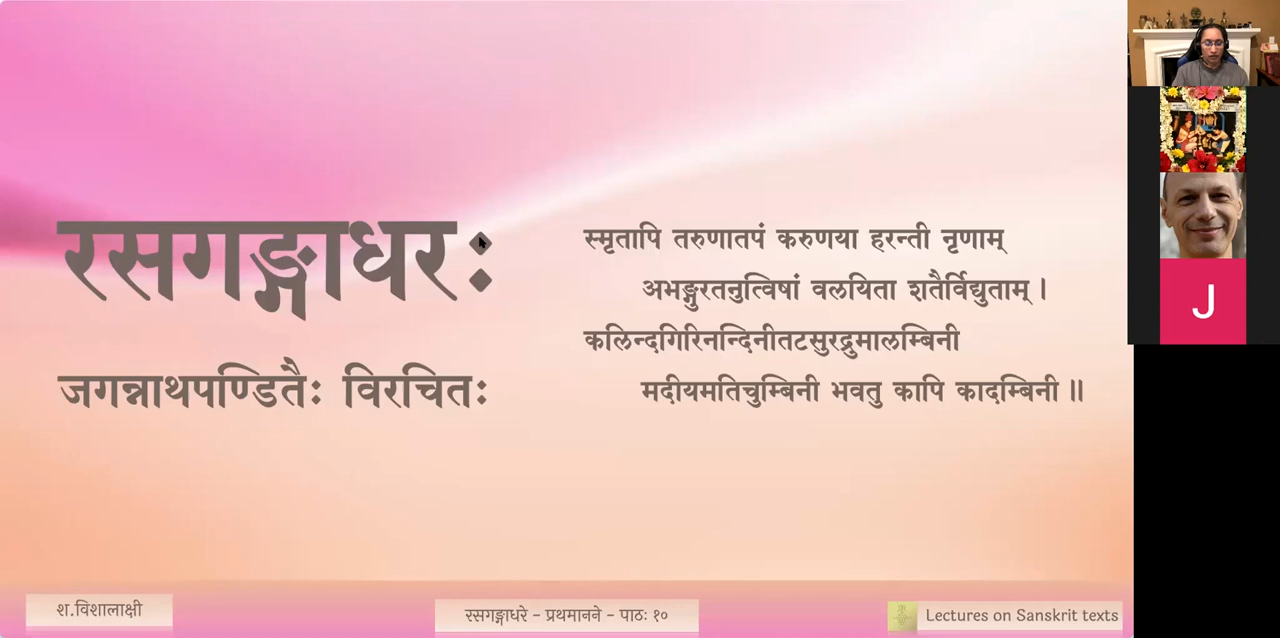 रसगङ्गाधरः
जगन्नाथपण्डितैः विरचितः
स्मृतापि तरुणातपं करुणया हरन्ती नृणाम्
अभङ्गुरतनुत्विषां वलयिता शतैर्विद्युताम् ।
कलिन्दगिरिनन्दिनीतटसुरद्रुमालम्बिनी
मदीयमतिचुम्बिनी भवतु कापि कादम्बिनी ॥
श.विशालाक्षी
रसगङ्गाधरे - प्रथमानने - पाठः १०
Lectures on Sanskrit texts
J